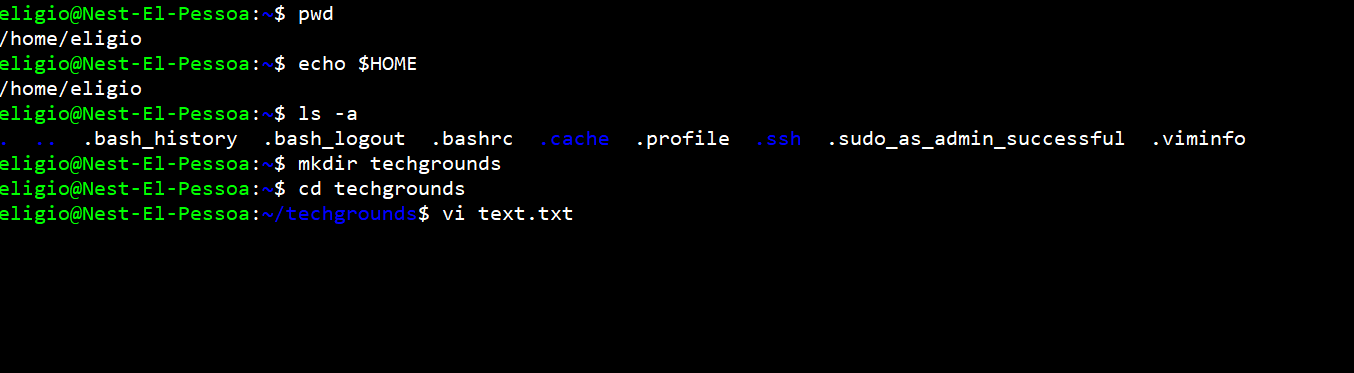 eligio@Nest-El-Pessoa:~$ pwd
/home/eligio
eligio@Nest-El-Pessoa:~$ echo $HOME
/home/eligio
eligio@Nest-El-Pessoa:~$ ls -a
.  ..  .bash_history  .bash_logout  .bashrc  .cache  .profile  .ssh  .sudo_as_admin_successful  .viminfo
eligio@Nest-El-Pessoa:~$ mkdir techgrounds
eligio@Nest-El-Pessoa:~$ cd techgrounds
eligio@Nest-El-Pessoa:~/techgrounds$ vi text.txt